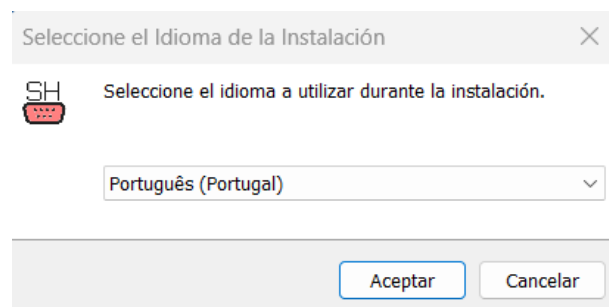 Seleccione el Idioma de la Instalación
SH
Seleccione el idioma a utilizar durante la instalación.
Português (Portugal)
Aceptar
Cancelar